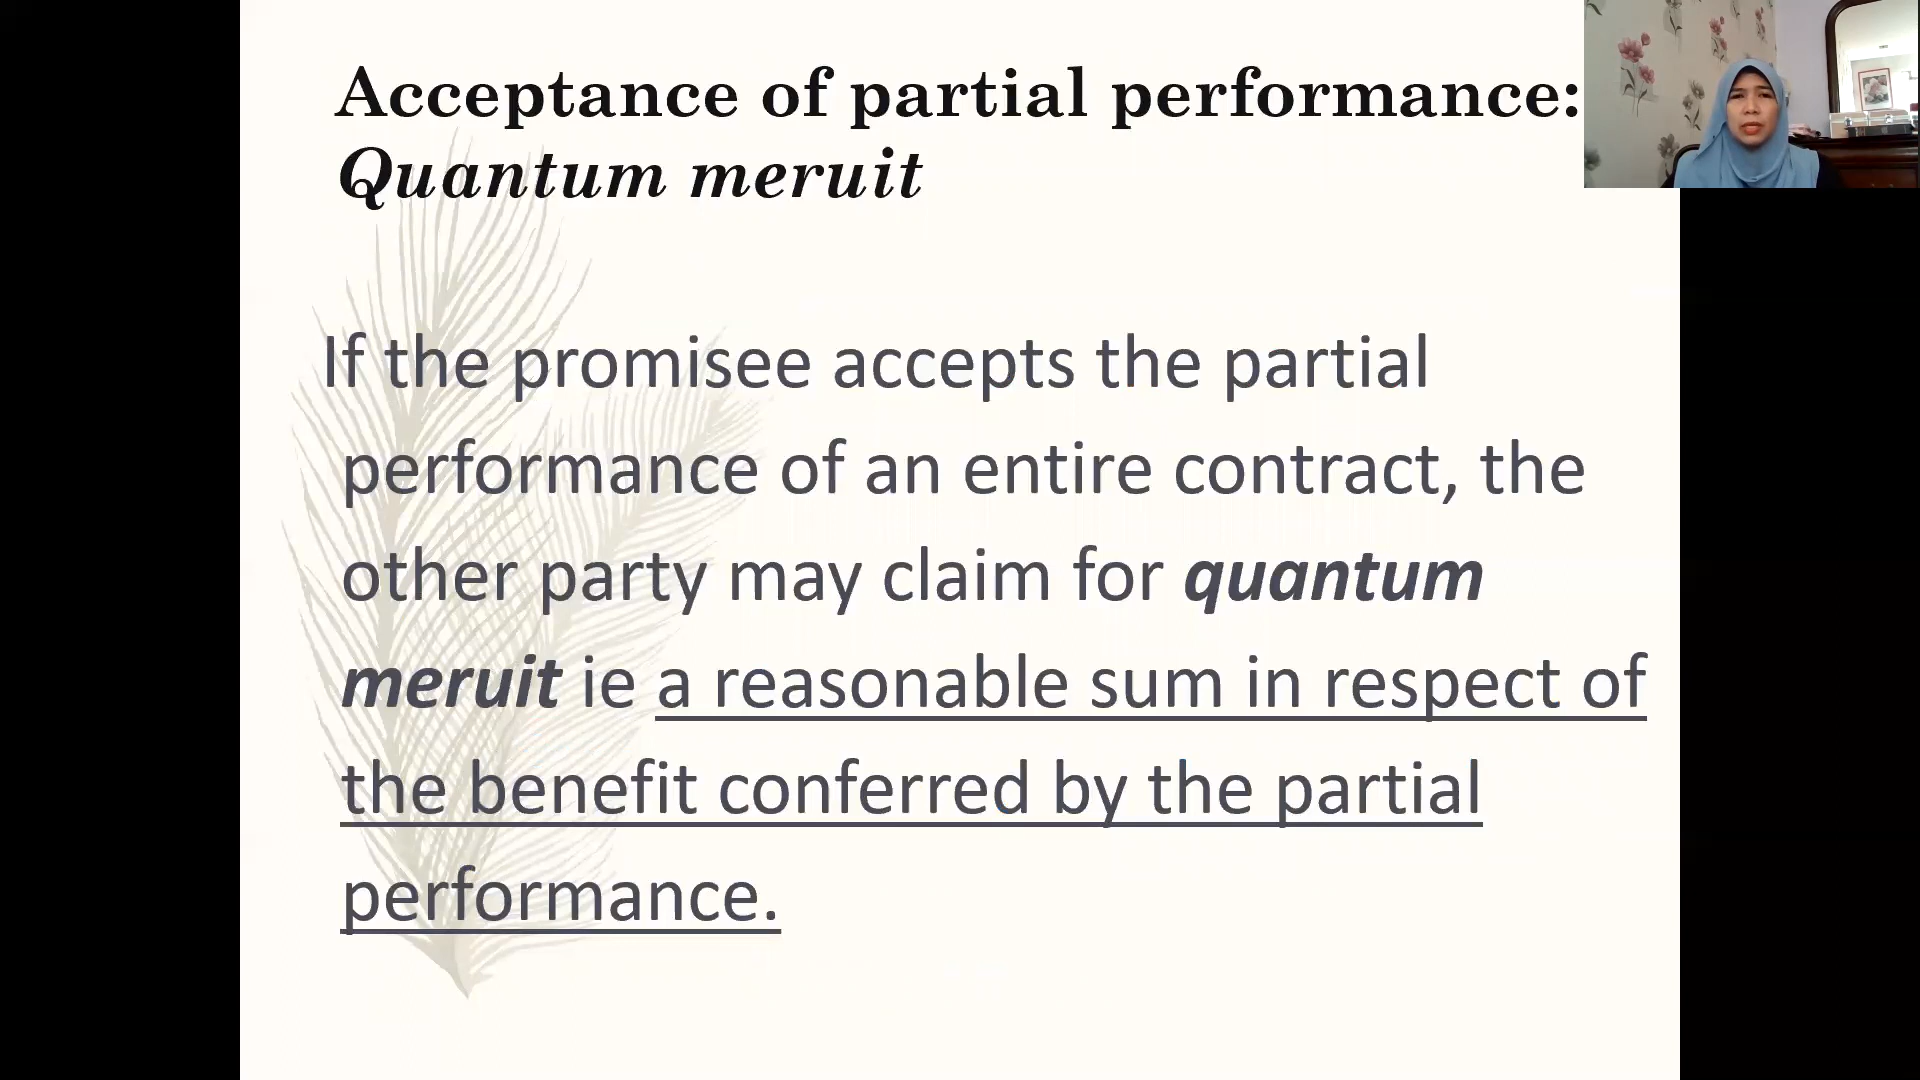 Acceptance of partial performance:
Quantum meruit
If the promisee accepts the partial
performance of an entire contract, the
other party may claim for quantum
meruit ie a reasonable sum in respect of
the benefit conferred by the partial
performance.